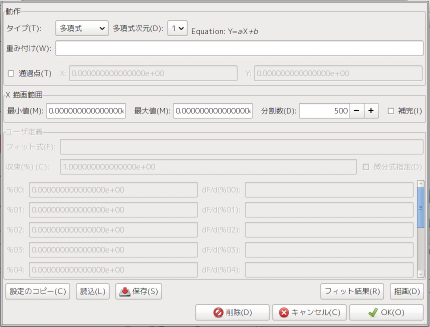 動作
タイプ(T): 多項式 多項式次元(D): 1 Equation: Y=aX+b
重み付け(W):
通過点(T) X: 0.000000000000000e+00 Y: 0.000000000000000e+00
X 描画範囲
最小値(M): 0.000000000000000e 最大値(M): 0.000000000000000e 分割数(D): 500 − + 補完(I)
ユーザ定義
フィット式(F):
収束(%) (C): 1.000000000000000e+00 微分式指定(D)
%00: 0.000000000000000e+00 dF/d(%00):
%01: 0.000000000000000e+00 dF/d(%01):
%02: 0.000000000000000e+00 dF/d(%02):
%03: 0.000000000000000e+00 dF/d(%03):
%04: 0.000000000000000e+00 dF/d(%04):
設定のコピー(C) 読込(L) 保存(S) フィット結果(R) 描画(D)
削除(D) キャンセル(C) OK(O)